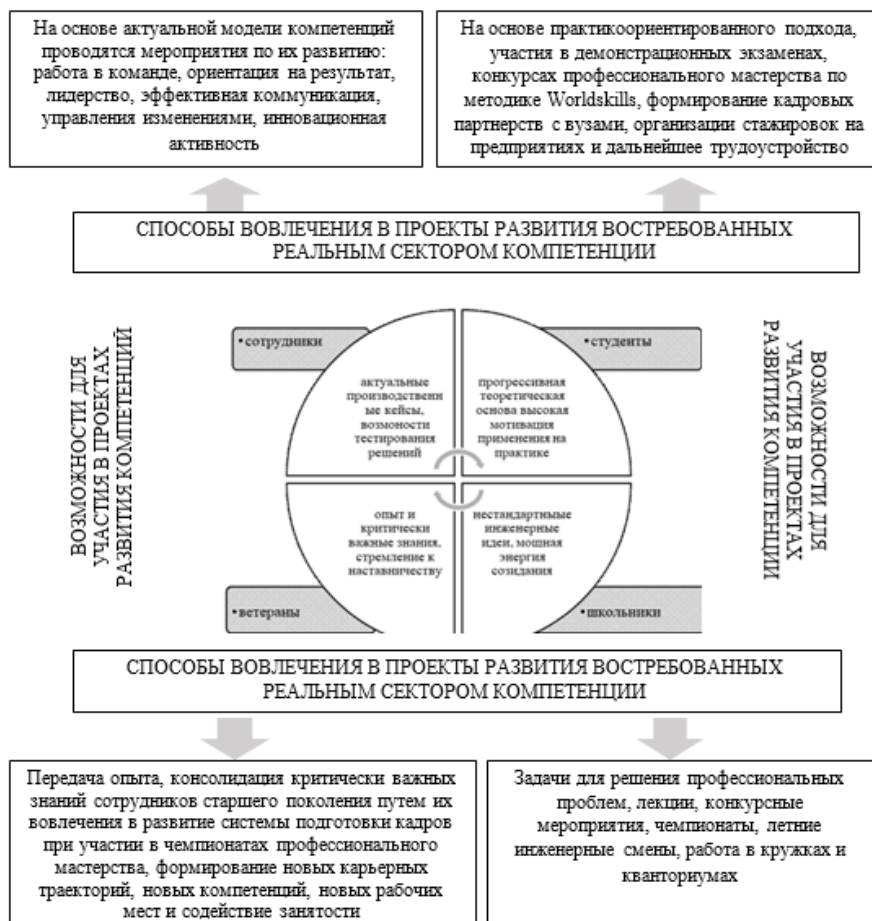 На основе актуальной модели компетенций
проводятся мероприятия по их развитию:
работа в команде, ориентация на результат,
лидерство, эффективная коммуникация,
управления изменениями, инновационная
активность
На основе практикоориентированного подхода,
участия в демонстрационных экзаменах,
конкурсах профессионального мастерства по
методике Worldskills, формирование кадровых
партнерств с вузами, организации стажировок на
предприятиях и дальнейшее трудоустройство
СПОСОБЫ ВОВЛЕЧЕНИЯ В ПРОЕКТЫ РАЗВИТИЯ ВОСТРЕБОВАННЫХ
РЕАЛЬНЫМ СЕКТОРОМ КОМПЕТЕНЦИИ
ВОЗМОЖНОСТИ ДЛЯ
УЧАСТИЯ В ПРОЕКТАХ
РАЗВИТИЯ КОМПЕТЕНЦИЙ
• сотрудники
актуальные
производственн
ые кейсы,
возмоности
тестирования
решений
• студенты
прогрессивная
теоретическая
основа высокая
мотивация
применения на
практике
ВОЗМОЖНОСТИ ДЛЯ
УЧАСТИЯ В ПРОЕКТАХ
РАЗВИТИЯ КОМПЕТЕНЦИИ
• ветераны
опыт и
критически
важные знания,
стремление к
наставничеству
• школьники
нестандартныые
инженерные
идеи, мошная
энергия
созидания
СПОСОБЫ ВОВЛЕЧЕНИЯ В ПРОЕКТЫ РАЗВИТИЯ ВОСТРЕБОВАННЫХ
РЕАЛЬНЫМ СЕКТОРОМ КОМПЕТЕНЦИИ
Передача опыта, консолидация критически важных
знаний сотрудников старшего поколения путем их
вовлечения в развитие системы подготовки кадров
при участии в чемпионатах профессионального
мастерства, формирование новых карьерных
траекторий, новых компетенций, новых рабочих
мест и содействие занятости
Задачи для решения профессиональных
проблем, лекции, конкурсные
мероприятия, чемпионаты, летние
инженерные смены, работа в кружках и
кванториумах